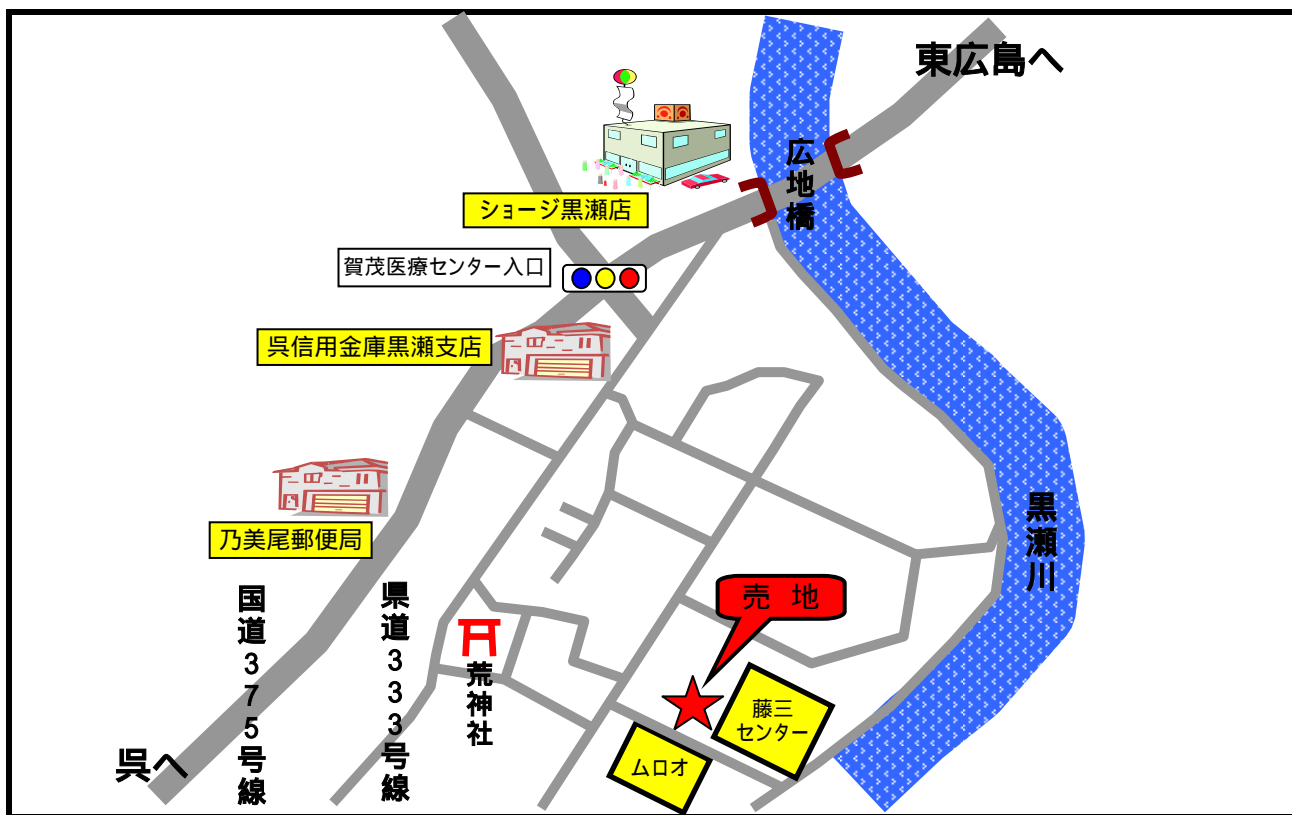 東広島へ
広地橋
ショージ黒瀬店
賀茂医療センター入口
呉信用金庫黒瀬支店
乃美尾郵便局
黒瀬川
売 地
国道375号線
県道333号線
荒神社
藤三
センター
ムロオ
呉へ